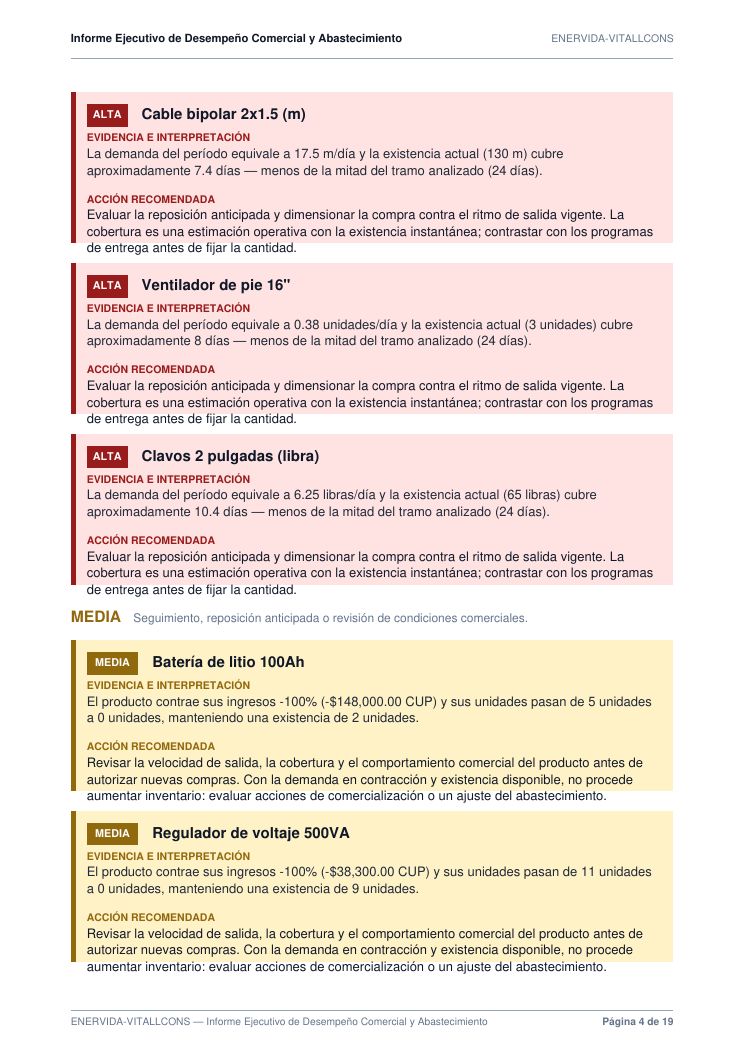 Informe Ejecutivo de Desempeño Comercial y Abastecimiento
ENERVIDA-VITALLCONS
ALTA Cable bipolar 2x1.5 (m)
EVIDENCIA E INTERPRETACIÓN
La demanda del período equivale a 17.5 m/día y la existencia actual (130 m) cubre
aproximadamente 7.4 días — menos de la mitad del tramo analizado (24 días).
ACCIÓN RECOMENDADA
Evaluar la reposición anticipada y dimensionar la compra contra el ritmo de salida vigente. La
cobertura es una estimación operativa con la existencia instantánea; contrastar con los programas
de entrega antes de fijar la cantidad.
ALTA Ventilador de pie 16"
EVIDENCIA E INTERPRETACIÓN
La demanda del período equivale a 0.38 unidades/día y la existencia actual (3 unidades) cubre
aproximadamente 8 días — menos de la mitad del tramo analizado (24 días).
ACCIÓN RECOMENDADA
Evaluar la reposición anticipada y dimensionar la compra contra el ritmo de salida vigente. La
cobertura es una estimación operativa con la existencia instantánea; contrastar con los programas
de entrega antes de fijar la cantidad.
ALTA Clavos 2 pulgadas (libra)
EVIDENCIA E INTERPRETACIÓN
La demanda del período equivale a 6.25 libras/día y la existencia actual (65 libras) cubre
aproximadamente 10.4 días — menos de la mitad del tramo analizado (24 días).
ACCIÓN RECOMENDADA
Evaluar la reposición anticipada y dimensionar la compra contra el ritmo de salida vigente. La
cobertura es una estimación operativa con la existencia instantánea; contrastar con los programas
de entrega antes de fijar la cantidad.
MEDIA Seguimiento, reposición anticipada o revisión de condiciones comerciales.
MEDIA Batería de litio 100Ah
EVIDENCIA E INTERPRETACIÓN
El producto contrae sus ingresos -100% (-$148,000.00 CUP) y sus unidades pasan de 5 unidades
a 0 unidades, manteniendo una existencia de 2 unidades.
ACCIÓN RECOMENDADA
Revisar la velocidad de salida, la cobertura y el comportamiento comercial del producto antes de
autorizar nuevas compras. Con la demanda en contracción y existencia disponible, no procede
aumentar inventario: evaluar acciones de comercialización o un ajuste del abastecimiento.
MEDIA Regulador de voltaje 500VA
EVIDENCIA E INTERPRETACIÓN
El producto contrae sus ingresos -100% (-$38,300.00 CUP) y sus unidades pasan de 11 unidades
a 0 unidades, manteniendo una existencia de 9 unidades.
ACCIÓN RECOMENDADA
Revisar la velocidad de salida, la cobertura y el comportamiento comercial del producto antes de
autorizar nuevas compras. Con la demanda en contracción y existencia disponible, no procede
aumentar inventario: evaluar acciones de comercialización o un ajuste del abastecimiento.
ENERVIDA-VITALLCONS — Informe Ejecutivo de Desempeño Comercial y Abastecimiento
Página 4 de 19